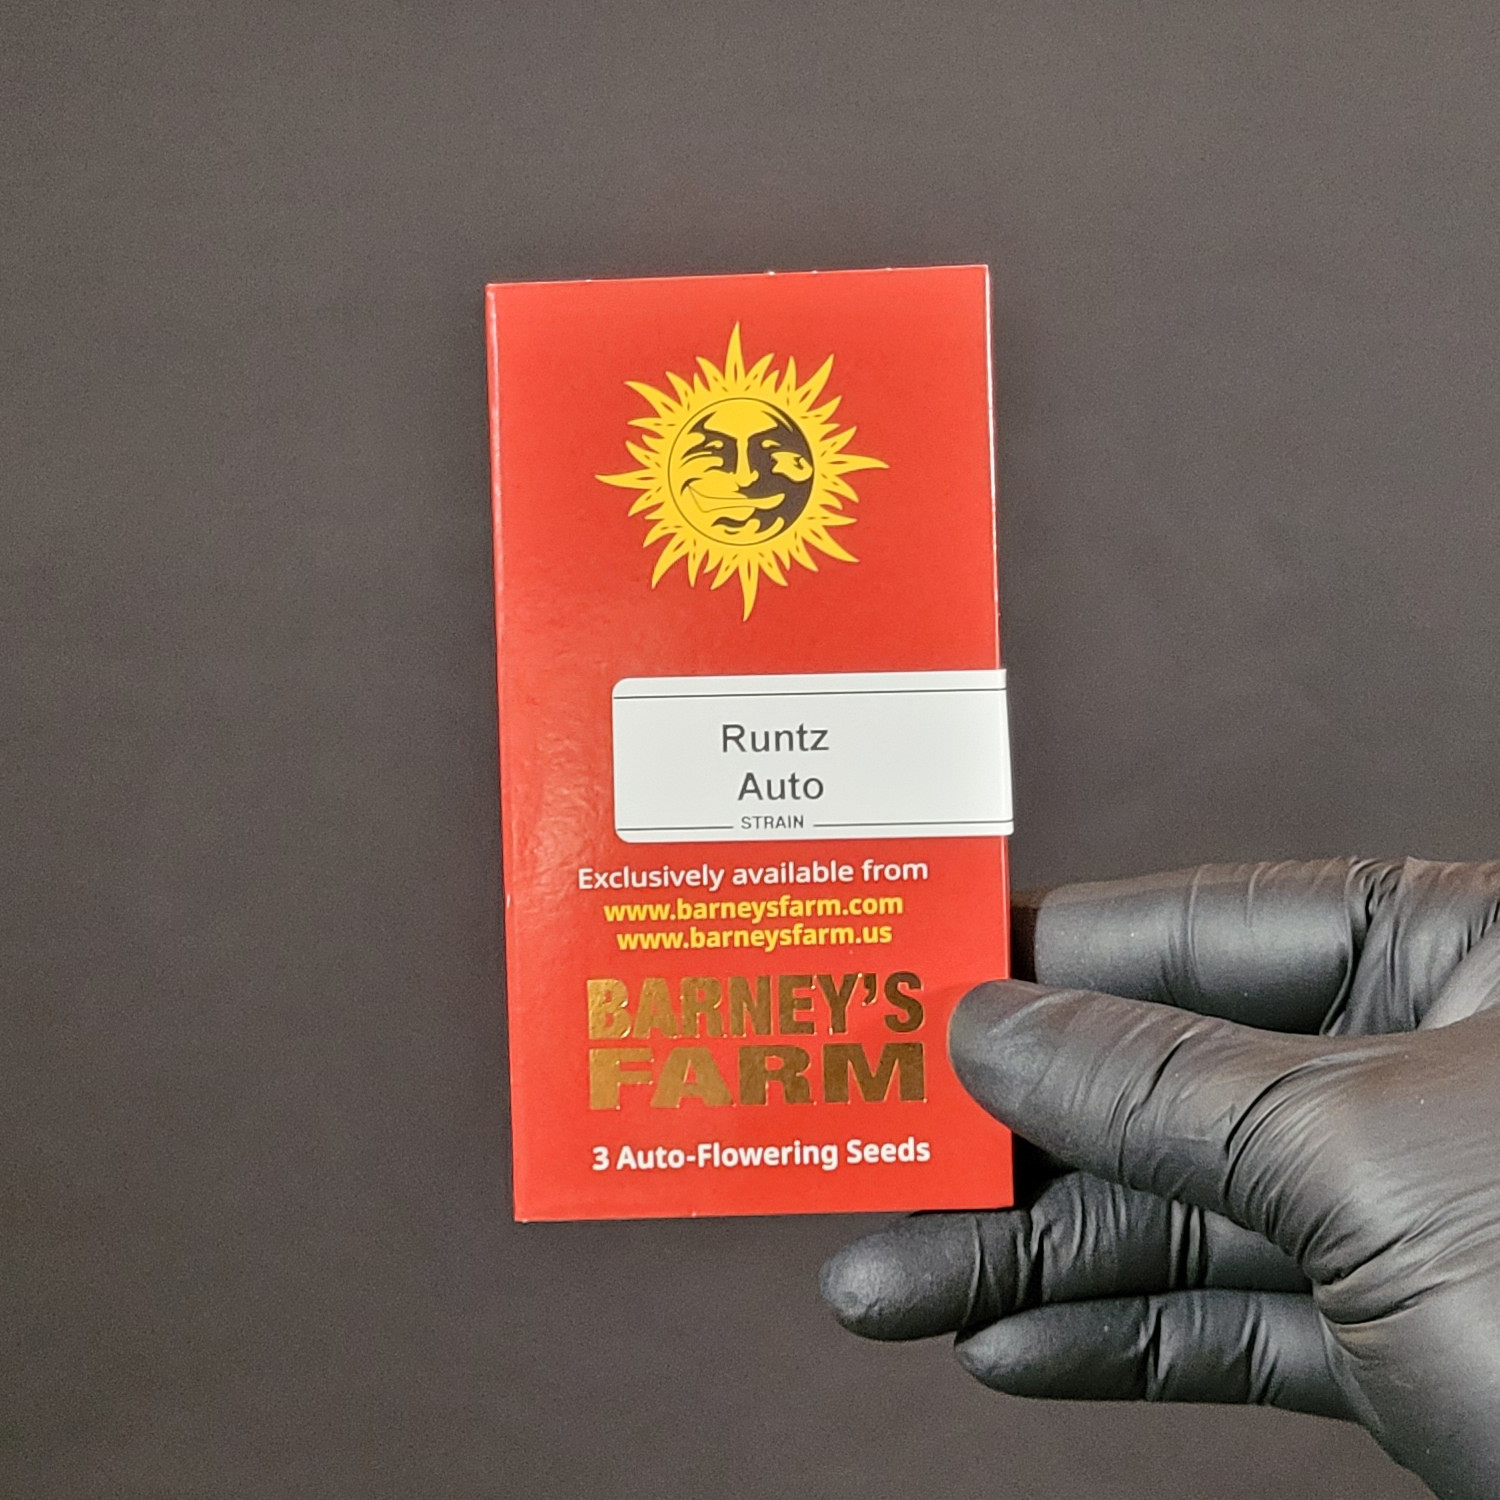 Runtz
Auto
STRAIN
Exclusively available from
www.barneysfarm.com
www.barneysfarm.us
BARNEY'S
FARM
3 Auto-Flowering Seeds